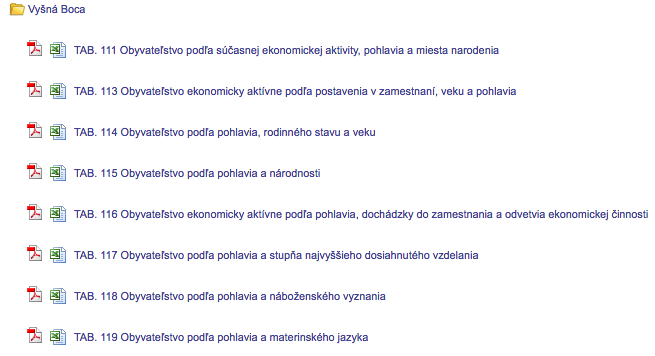 Vyšná Boca
TAB. 111 Obyvateľstvo podľa súčasnej ekonomickej aktivity, pohlavia a miesta narodenia
TAB. 113 Obyvateľstvo ekonomicky aktívne podľa postavenia v zamestnaní, veku a pohlavia
TAB. 114 Obyvateľstvo podľa pohlavia, rodinného stavu a veku
TAB. 115 Obyvateľstvo podľa pohlavia a národnosti
TAB. 116 Obyvateľstvo ekonomicky aktívne podľa pohlavia, dochádzky do zamestnania a odvetvia ekonomickej činnosti
TAB. 117 Obyvateľstvo podľa pohlavia a stupňa najvyššieho dosiahnutého vzdelania
TAB. 118 Obyvateľstvo podľa pohlavia a náboženského vyznania
TAB. 119 Obyvateľstvo podľa pohlavia a materinského jazyka